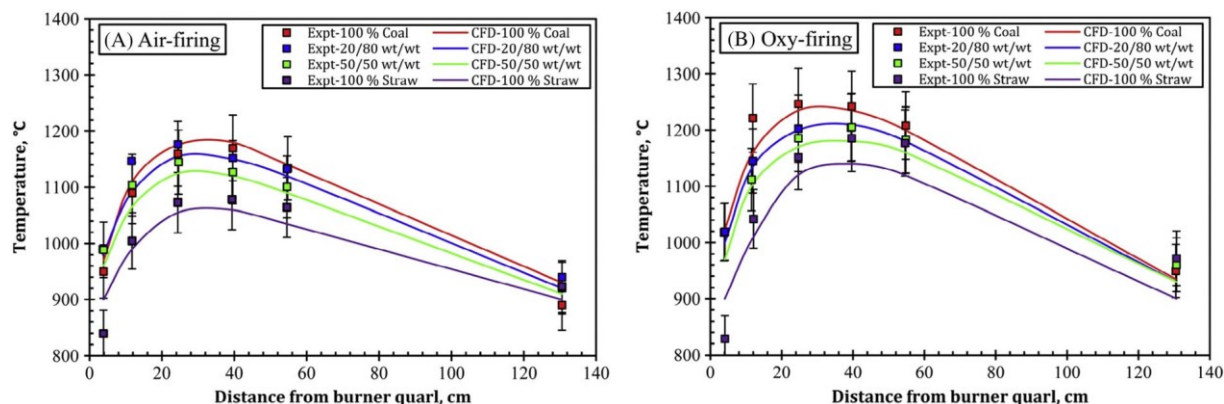 (A) Air-firing
Expt-100 % Coal
CFD-100 % Coal
Expt-20/80 wt/wt
CFD-20/80 wt/wt
Expt-50/50 wt/wt
CFD-50/50 wt/wt
Expt-100 % Straw
CFD-100 % Straw
Temperature, °C
1400
1300
1200
1100
1000
900
800
0
20
40
60
80
100
120
140
Distance from burner quarl, cm
(B) Oxy-firing
Expt-100 % Coal
CFD-100 % Coal
Expt-20/80 wt/wt
CFD-20/80 wt/wt
Expt-50/50 wt/wt
CFD-50/50 wt/wt
Expt-100 % Straw
CFD-100 % Straw
Temperature, °C
1400
1300
1200
1100
1000
900
800
0
20
40
60
80
100
120
140
Distance from burner quarl, cm